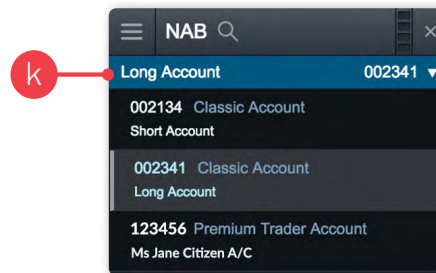 NAB
k
Long Account 002341
002134 Classic Account
Short Account
002341 Classic Account
Long Account
123456 Premium Trader Account
Ms Jane Citizen A/C